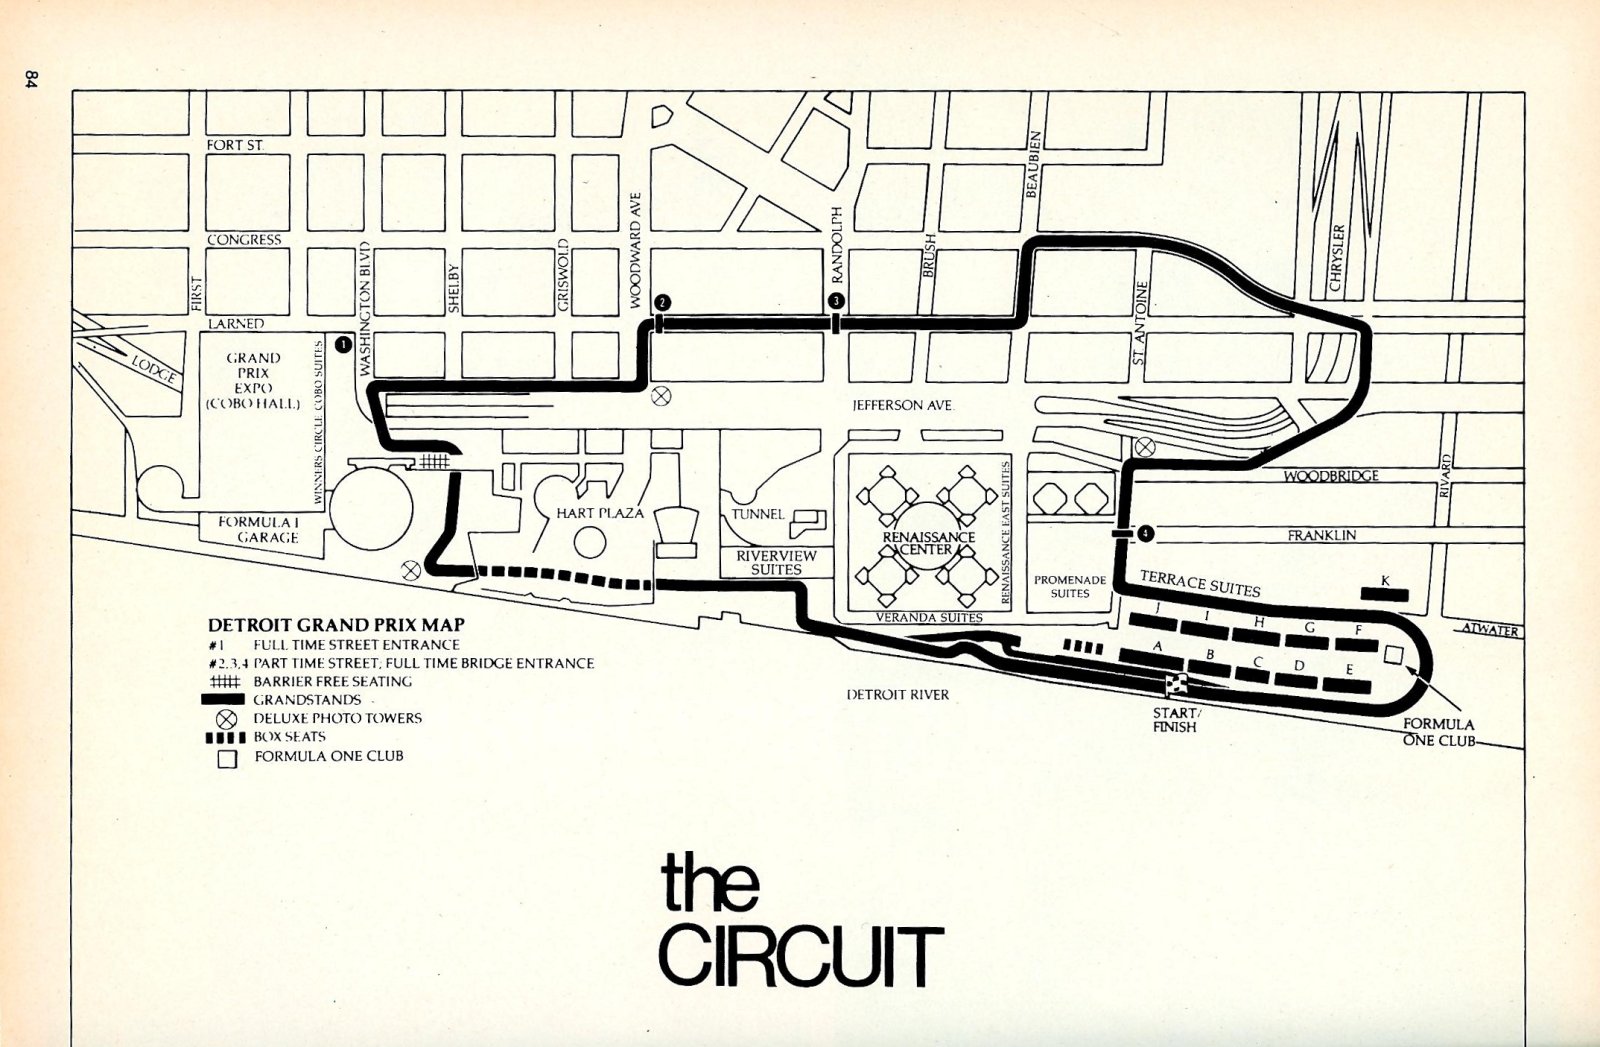 84
FORT ST.
BEAUBIEN
CONGRESS
WASHINGTON BLVD
SHELBY
GRISWOLD
WOODWARD AVE
RANDOLPH
BRUSH
CHRYSLER
FIRST
ST. ANTOINE
LARNED
1
2
3
LODGE
GRAND
PRIX
EXPO
(COBO HALL)
WINNERS CIRCLE COBO SUITES
JEFFERSON AVE.
WOODBRIDGE
RIVARD
FORMULA I
GARAGE
HART PLAZA
TUNNEL
RIVERVIEW
SUITES
RENAISSANCE
CENTER
RENAISSANCE EAST SUITES
VERANDA SUITES
PROMENADE
SUITES
4
FRANKLIN
TERRACE SUITES
K
J
I
H
G
F
A
B
C
D
E
ATWATER
DETROIT RIVER
START/
FINISH
FORMULA
ONE CLUB
DETROIT GRAND PRIX MAP
#1 FULL TIME STREET ENTRANCE
#2,3,4 PART TIME STREET; FULL TIME BRIDGE ENTRANCE
BARRIER FREE SEATING
GRANDSTANDS
DELUXE PHOTO TOWERS
BOX SEATS
FORMULA ONE CLUB
the
CIRCUIT